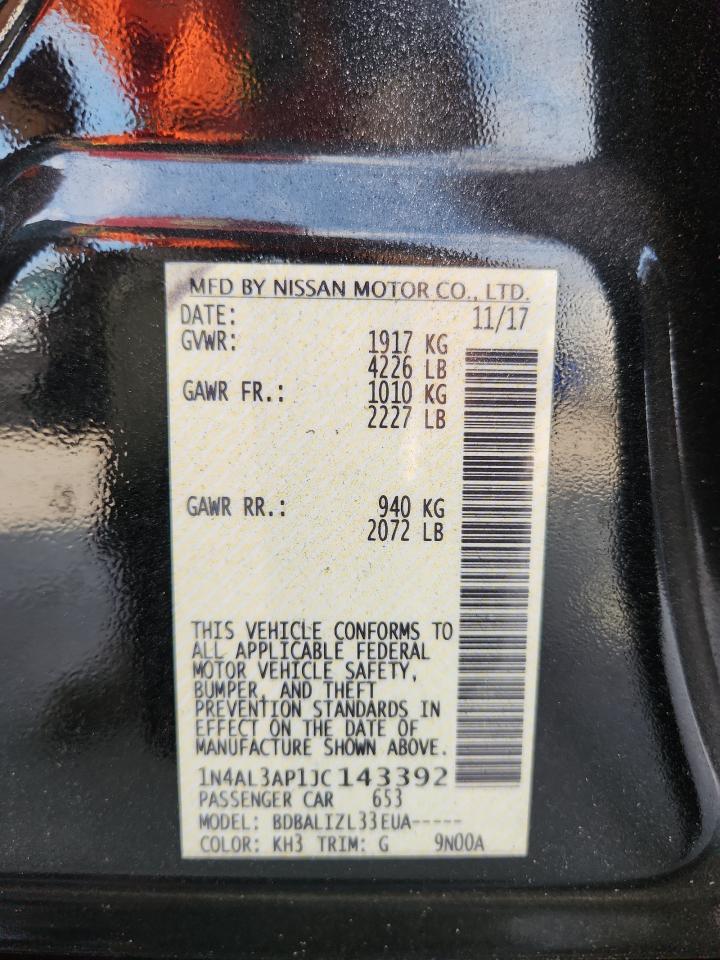 MFD BY NISSAN MOTOR CO., LTD.
DATE: 11/17
GVWR: 1917 KG
4226 LB
GAWR FR.: 1010 KG
2227 LB
GAWR RR.: 940 KG
2072 LB
THIS VEHICLE CONFORMS TO
ALL APPLICABLE FEDERAL
MOTOR VEHICLE SAFETY,
BUMPER, AND THEFT
PREVENTION STANDARDS IN
EFFECT ON THE DATE OF
MANUFACTURE SHOWN ABOVE.
1N4AL3AP1JC143392
PASSENGER CAR 653
MODEL: BDBALIZL33EUA-----
COLOR: KH3 TRIM: G 9N00A